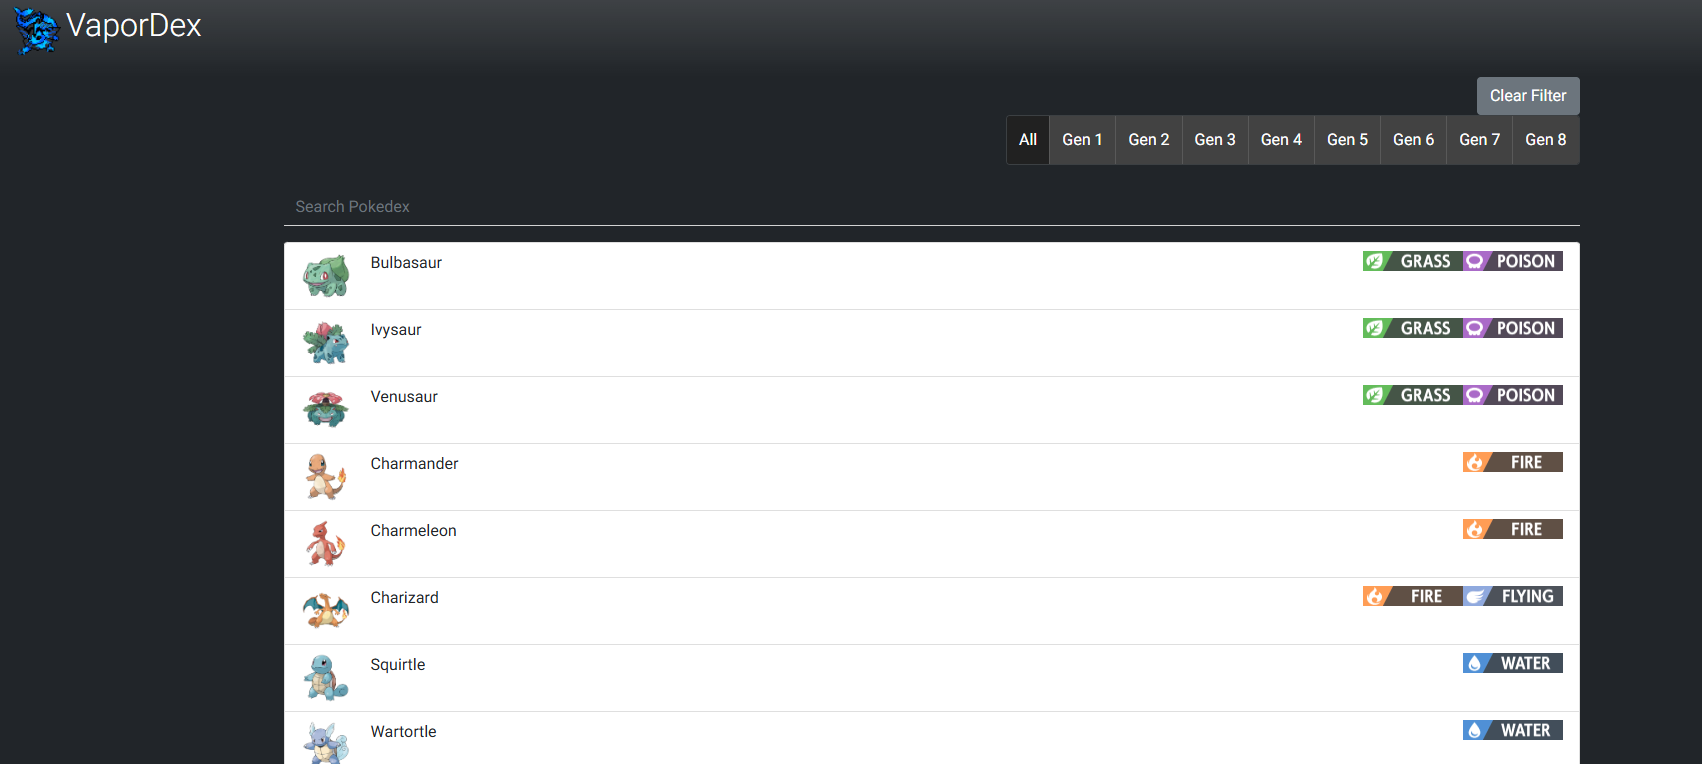 VaporDex
Clear Filter
All Gen 1 Gen 2 Gen 3 Gen 4 Gen 5 Gen 6 Gen 7 Gen 8
Search Pokedex
Bulbasaur GRASS POISON
Ivysaur GRASS POISON
Venusaur GRASS POISON
Charmander FIRE
Charmeleon FIRE
Charizard FIRE FLYING
Squirtle WATER
Wartortle WATER